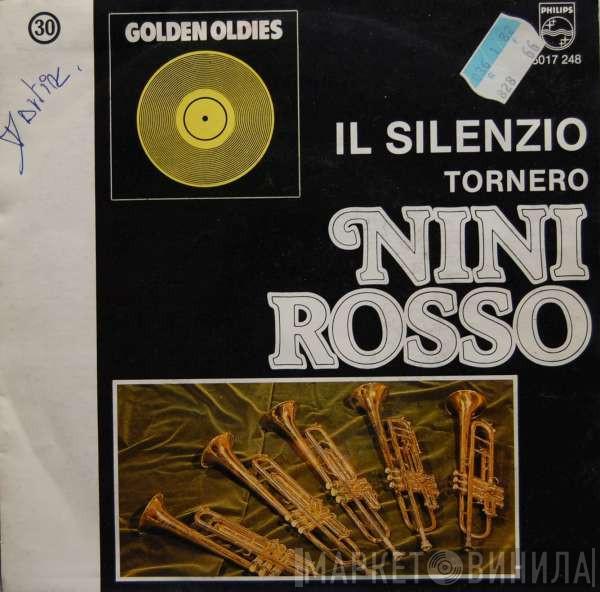 30
GOLDEN OLDIES
PHILIPS
6017 248
IL SILENZIO
TORNERO
NINI
ROSSO
МАРКЕТ ВИНИЛА